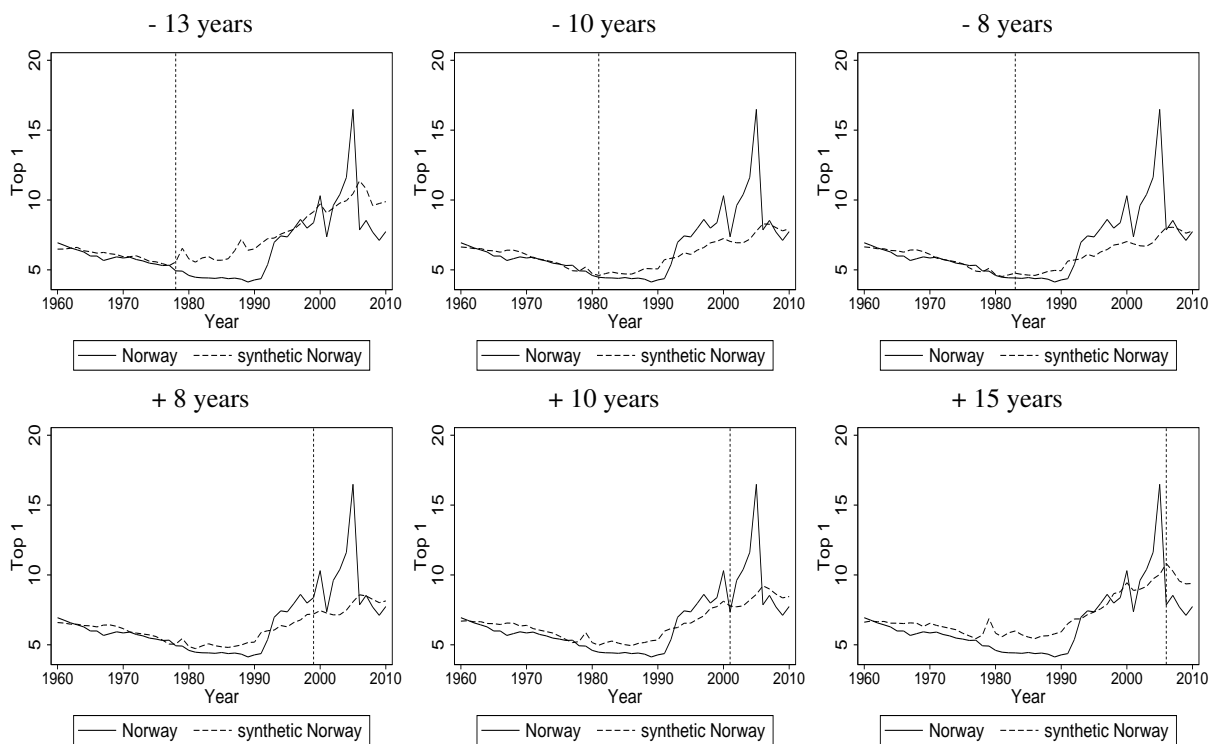 - 13 years
20
15
10
5
Top 1
1960 1970 1980 1990 2000 2010
Year
Norway synthetic Norway
- 10 years
20
15
10
5
Top 1
1960 1970 1980 1990 2000 2010
Year
Norway synthetic Norway
- 8 years
20
15
10
5
Top 1
1960 1970 1980 1990 2000 2010
Year
Norway synthetic Norway
+ 8 years
20
15
10
5
Top 1
1960 1970 1980 1990 2000 2010
Year
Norway synthetic Norway
+ 10 years
20
15
10
5
Top 1
1960 1970 1980 1990 2000 2010
Year
Norway synthetic Norway
+ 15 years
20
15
10
5
Top 1
1960 1970 1980 1990 2000 2010
Year
Norway synthetic Norway